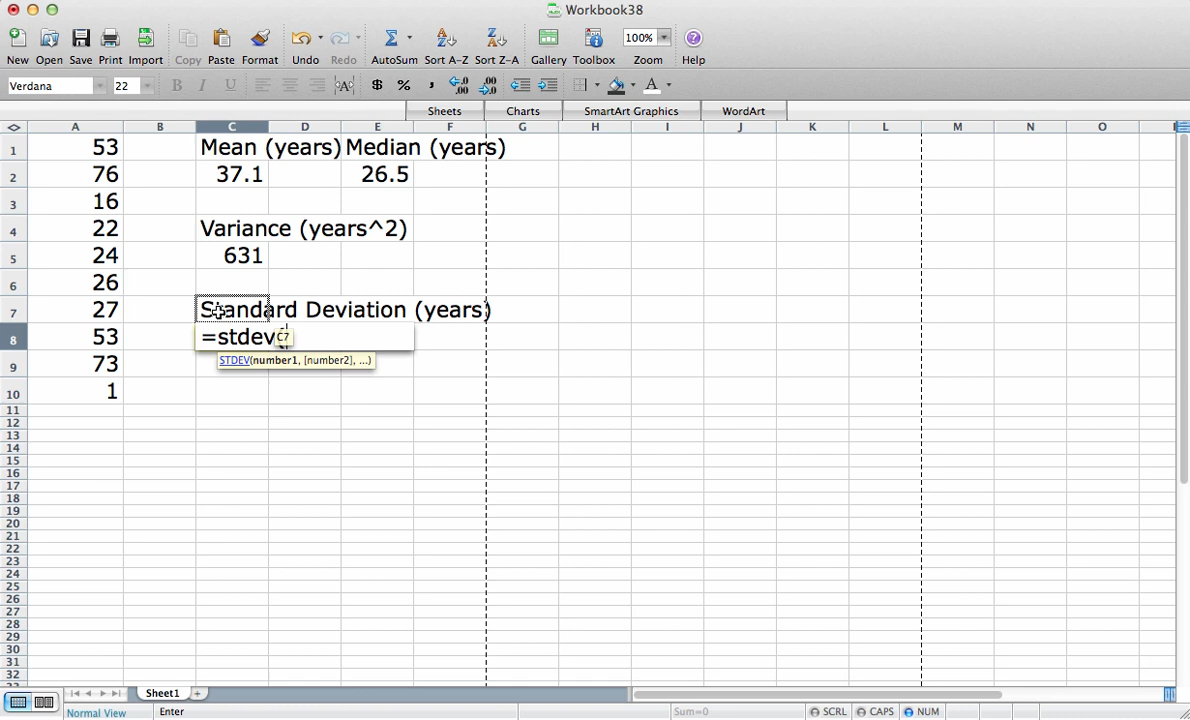 Workbook38
New Open Save Print Import Copy Paste Format Undo Redo AutoSum Sort A-Z Sort Z-A Gallery Toolbox 100% Zoom Help
Verdana 22 B I U A $ % , .0 .00 A
Sheets Charts SmartArt Graphics WordArt
A B C D E F G H I J K L M N O
1 53 Mean (years) Median (years)
2 76 37.1 26.5
3 16
4 22 Variance (years^2)
5 24 631
6 26
7 27 Standard Deviation (years)
8 53 =stdev( C7
9 73 STDEV(number1, [number2], ...)
10 1
11
12
13
14
15
16
17
18
19
20
21
22
23
24
25
26
27
28
29
30
31
32
Sheet1
Normal View Enter Sum=0 SCRL CAPS NUM